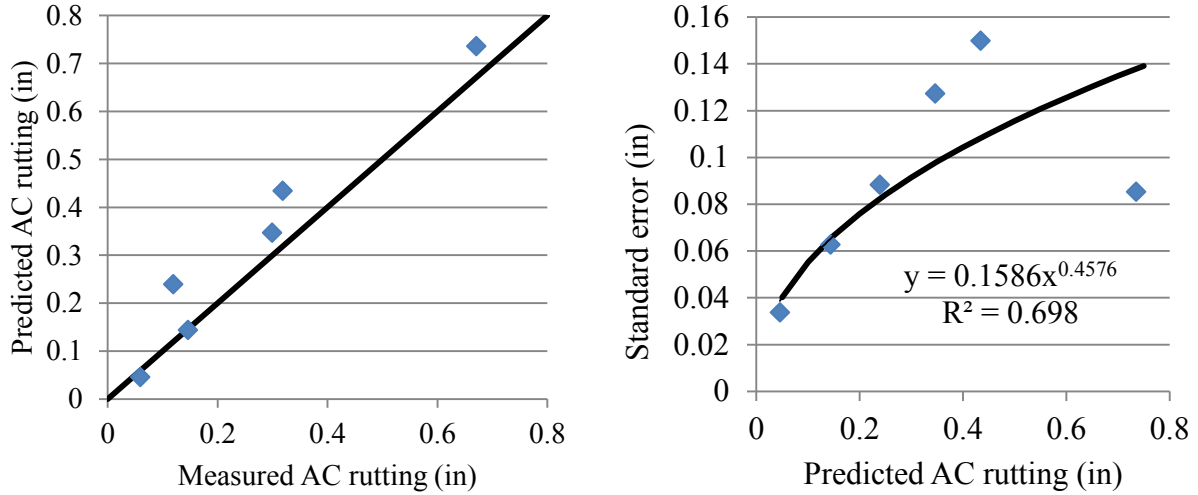 0.8
0.7
0.6
0.5
0.4
0.3
0.2
0.1
0
Predicted AC rutting (in)
0 0.2 0.4 0.6 0.8
Measured AC rutting (in)
0.16
0.14
0.12
0.1
0.08
0.06
0.04
0.02
0
Standard error (in)
y = 0.1586x^0.4576
R² = 0.698
0 0.2 0.4 0.6 0.8
Predicted AC rutting (in)